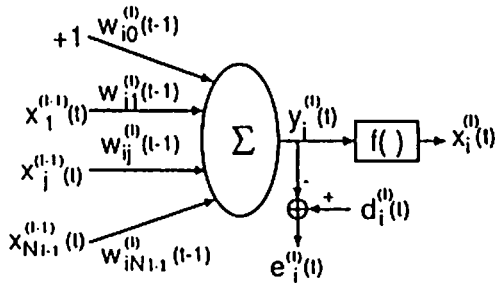 +1 w_{i0}^{(l)}(t-1)
x_1^{(l-1)}(t) w_{i1}^{(l)}(t-1)
x_j^{(l-1)}(t) w_{ij}^{(l)}(t-1)
x_{N_{l-1}}^{(l-1)}(t) w_{iN_{l-1}}^{(l)}(t-1)
Σ
y_i^{(l)}(t)
f( )
x_i^{(l)}(t)
- +
d_i^{(l)}(t)
e_i^{(l)}(t)